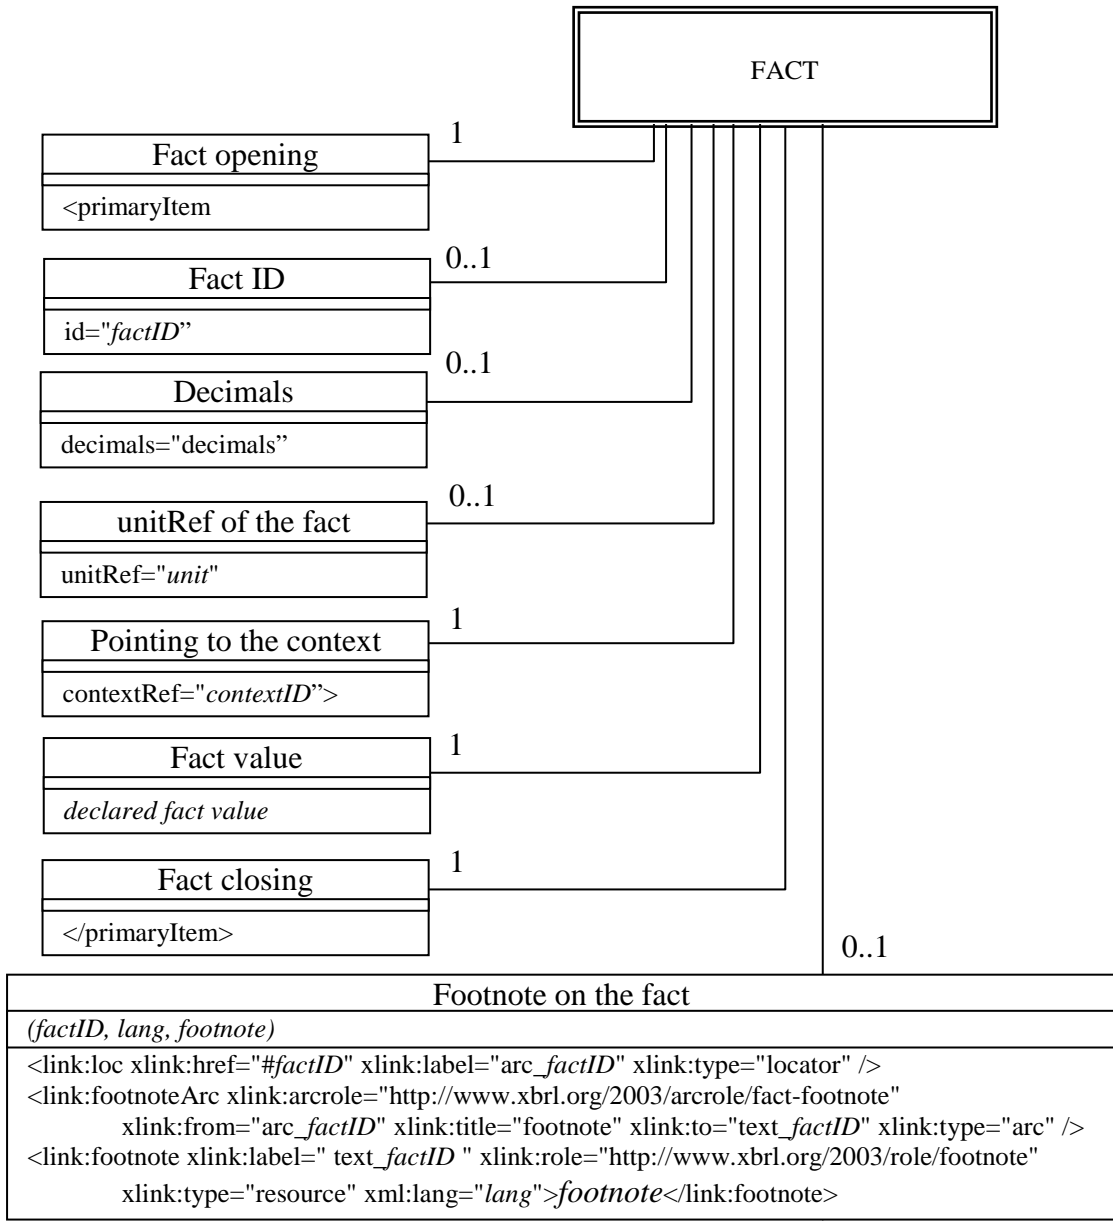 FACT
1
Fact opening
<primaryItem
0..1
Fact ID
id="factID”
0..1
Decimals
decimals="decimals”
0..1
unitRef of the fact
unitRef="unit"
1
Pointing to the context
contextRef="contextID”>
1
Fact value
declared fact value
1
Fact closing
</primaryItem>
0..1
Footnote on the fact
(factID, lang, footnote)
<link:loc xlink:href="#factID" xlink:label="arc_factID" xlink:type="locator" />
<link:footnoteArc xlink:arcrole="http://www.xbrl.org/2003/arcrole/fact-footnote"
xlink:from="arc_factID" xlink:title="footnote" xlink:to="text_factID" xlink:type="arc" />
<link:footnote xlink:label=" text_factID " xlink:role="http://www.xbrl.org/2003/role/footnote"
xlink:type="resource" xml:lang="lang">footnote</link:footnote>